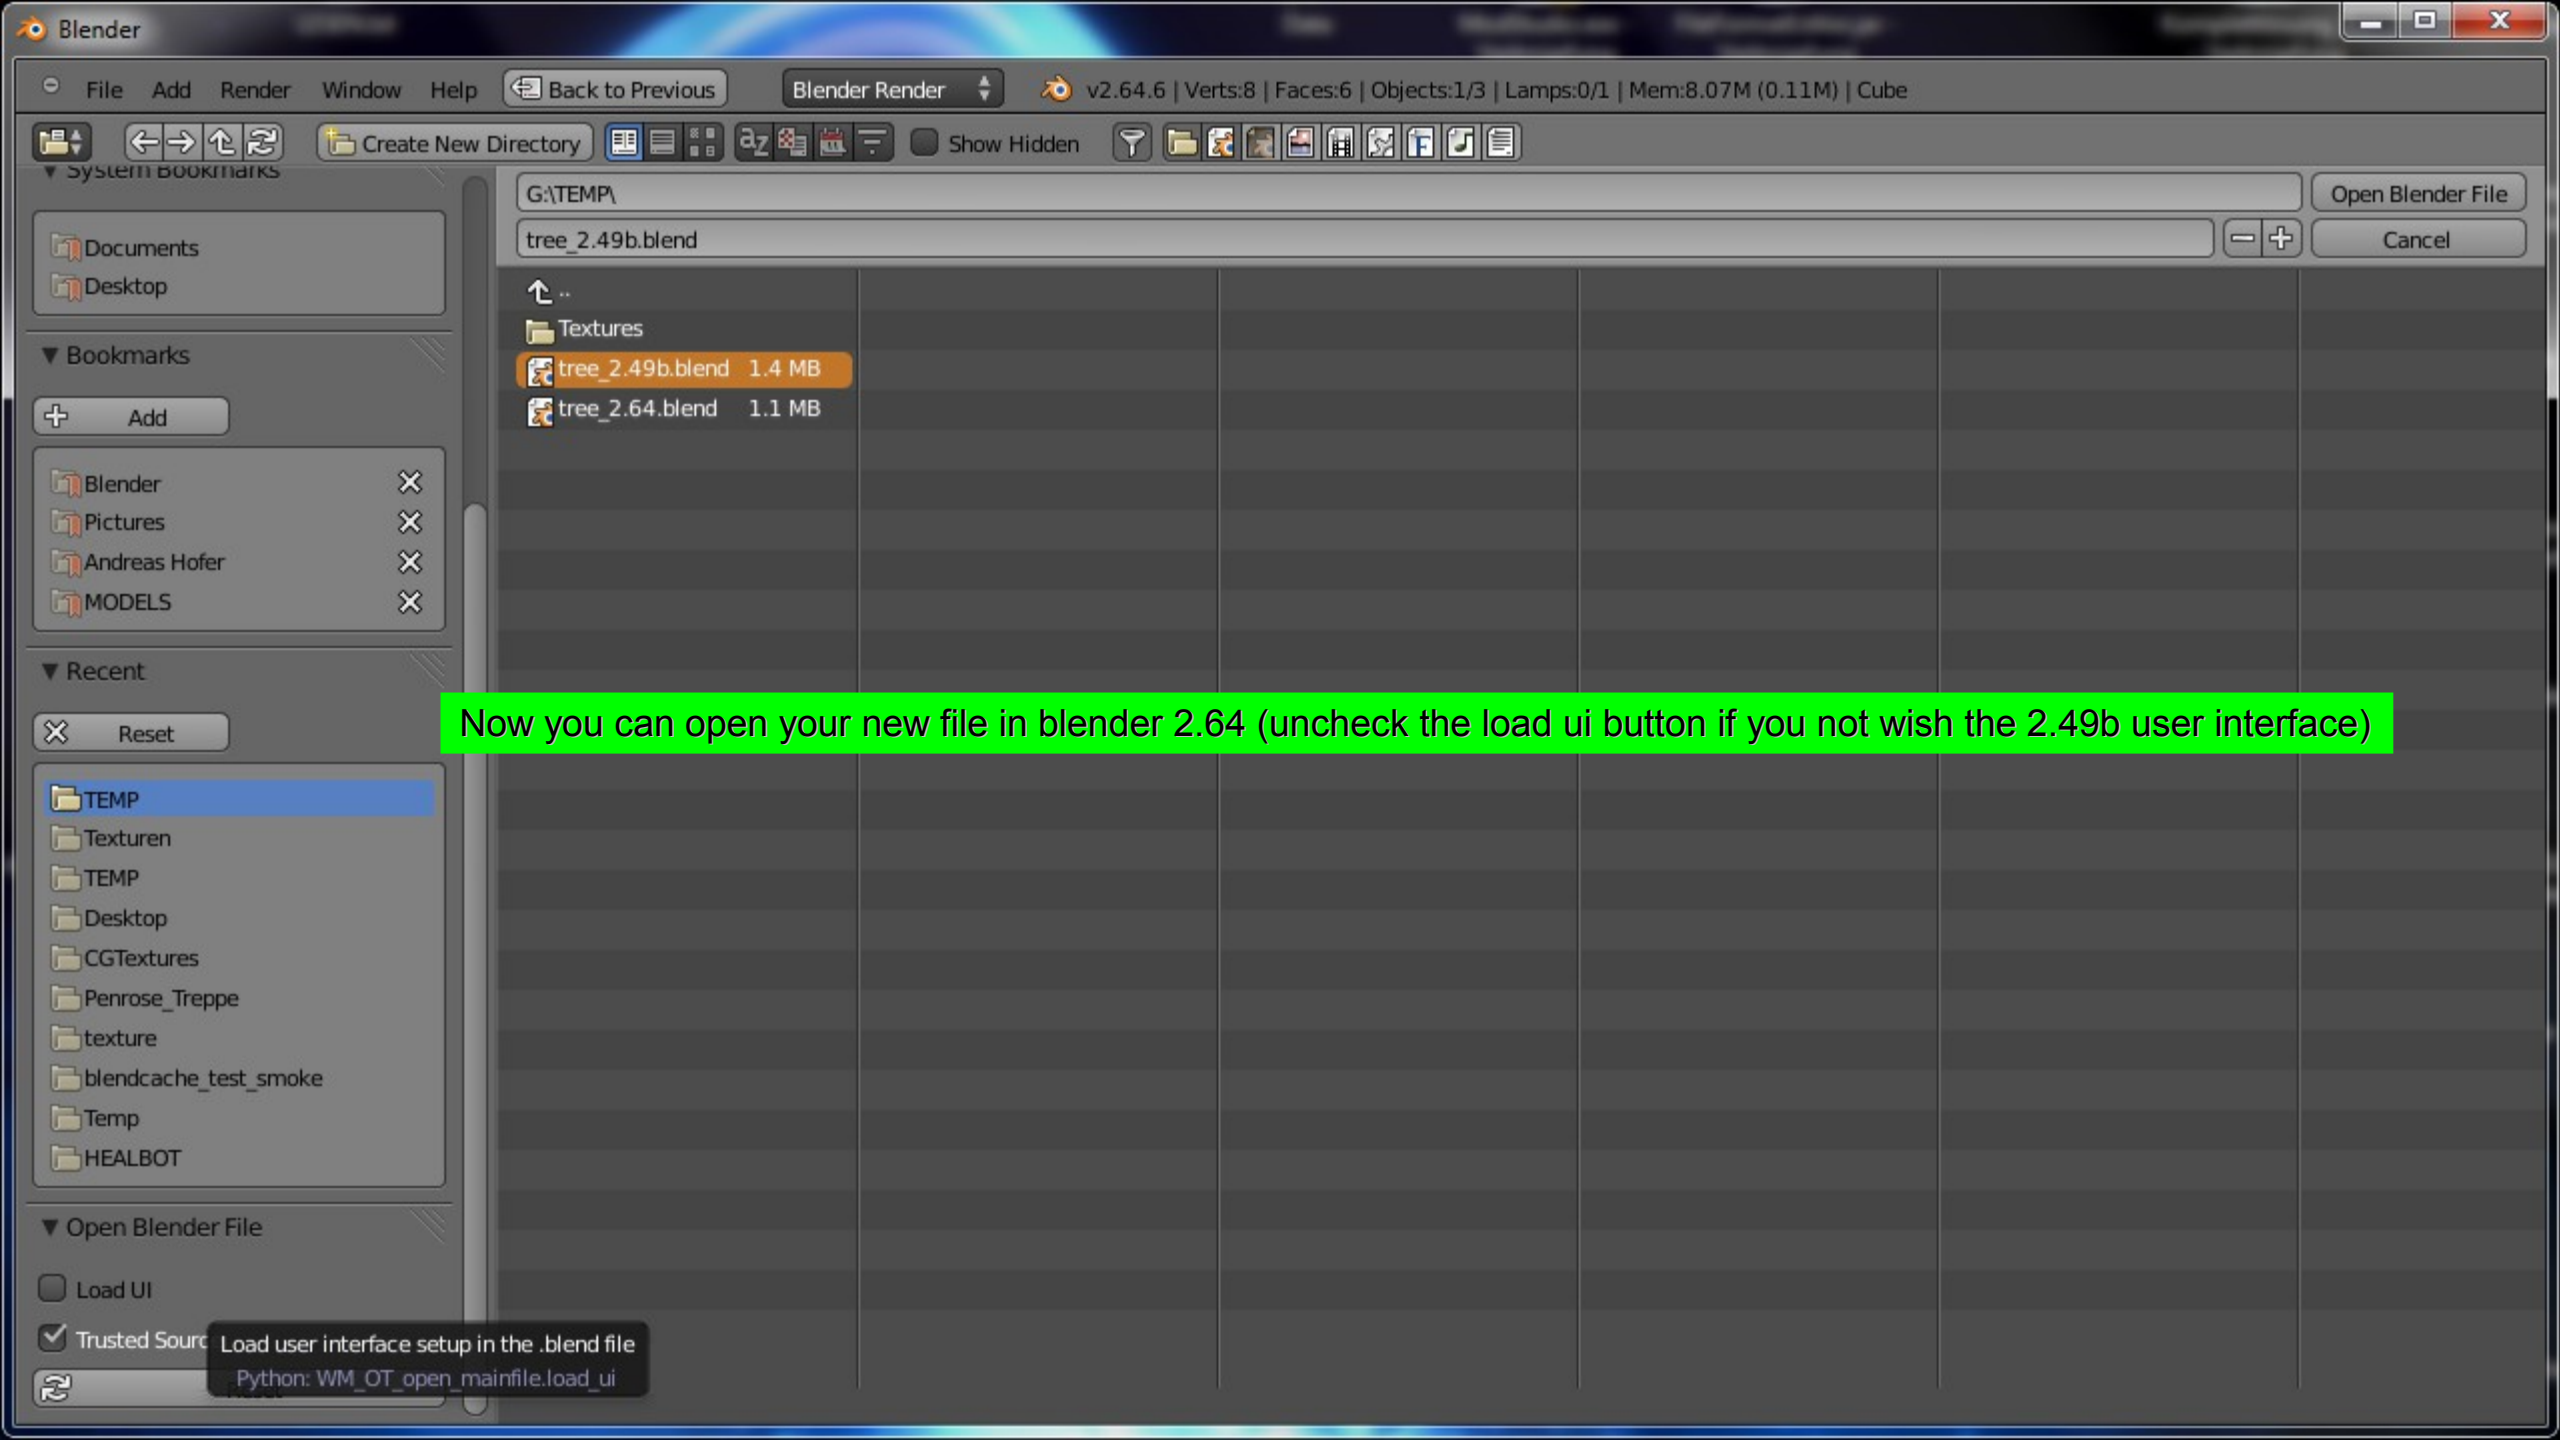 Blender
File Add Render Window Help Back to Previous Blender Render v2.64.6 | Verts:8 | Faces:6 | Objects:1/3 | Lamps:0/1 | Mem:8.07M (0.11M) | Cube
Create New Directory Show Hidden
System Bookmarks
G:\TEMP\ Open Blender File
tree_2.49b.blend Cancel
Documents
Desktop
..
Textures
tree_2.49b.blend 1.4 MB
tree_2.64.blend 1.1 MB
Bookmarks
Add
Blender
Pictures
Andreas Hofer
MODELS
Recent
Reset
Now you can open your new file in blender 2.64 (uncheck the load ui button if you not wish the 2.49b user interface)
TEMP
Texturen
TEMP
Desktop
CGTextures
Penrose_Treppe
texture
blendcache_test_smoke
Temp
HEALBOT
Open Blender File
Load UI
Trusted Sourc
Load user interface setup in the .blend file
Python: WM_OT_open_mainfile.load_ui